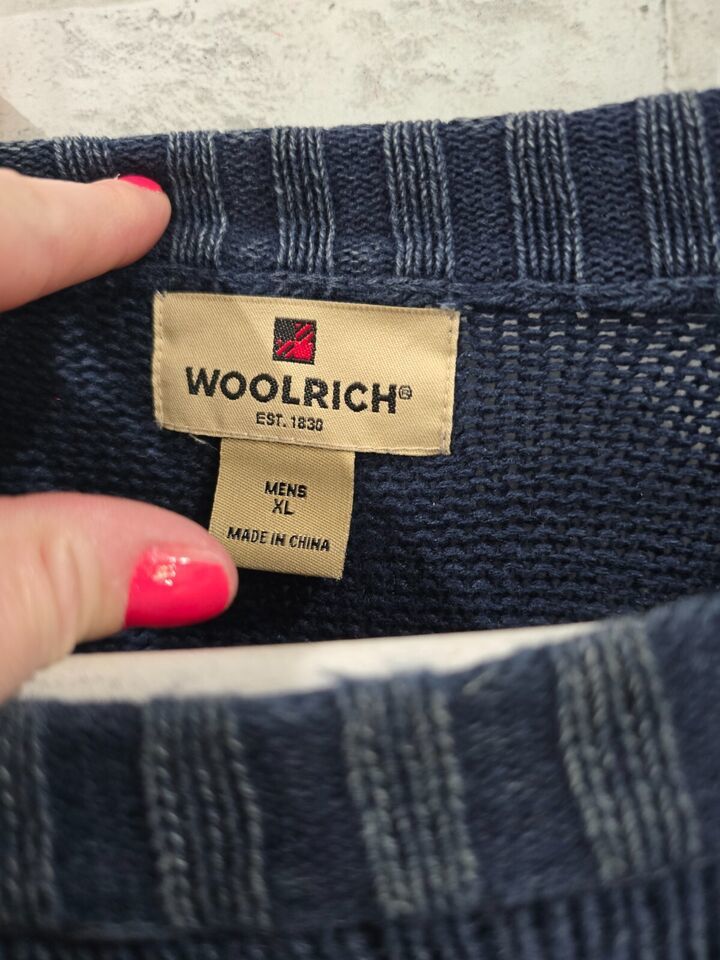 WOOLRICH®
EST. 1830
MENS
XL
MADE IN CHINA